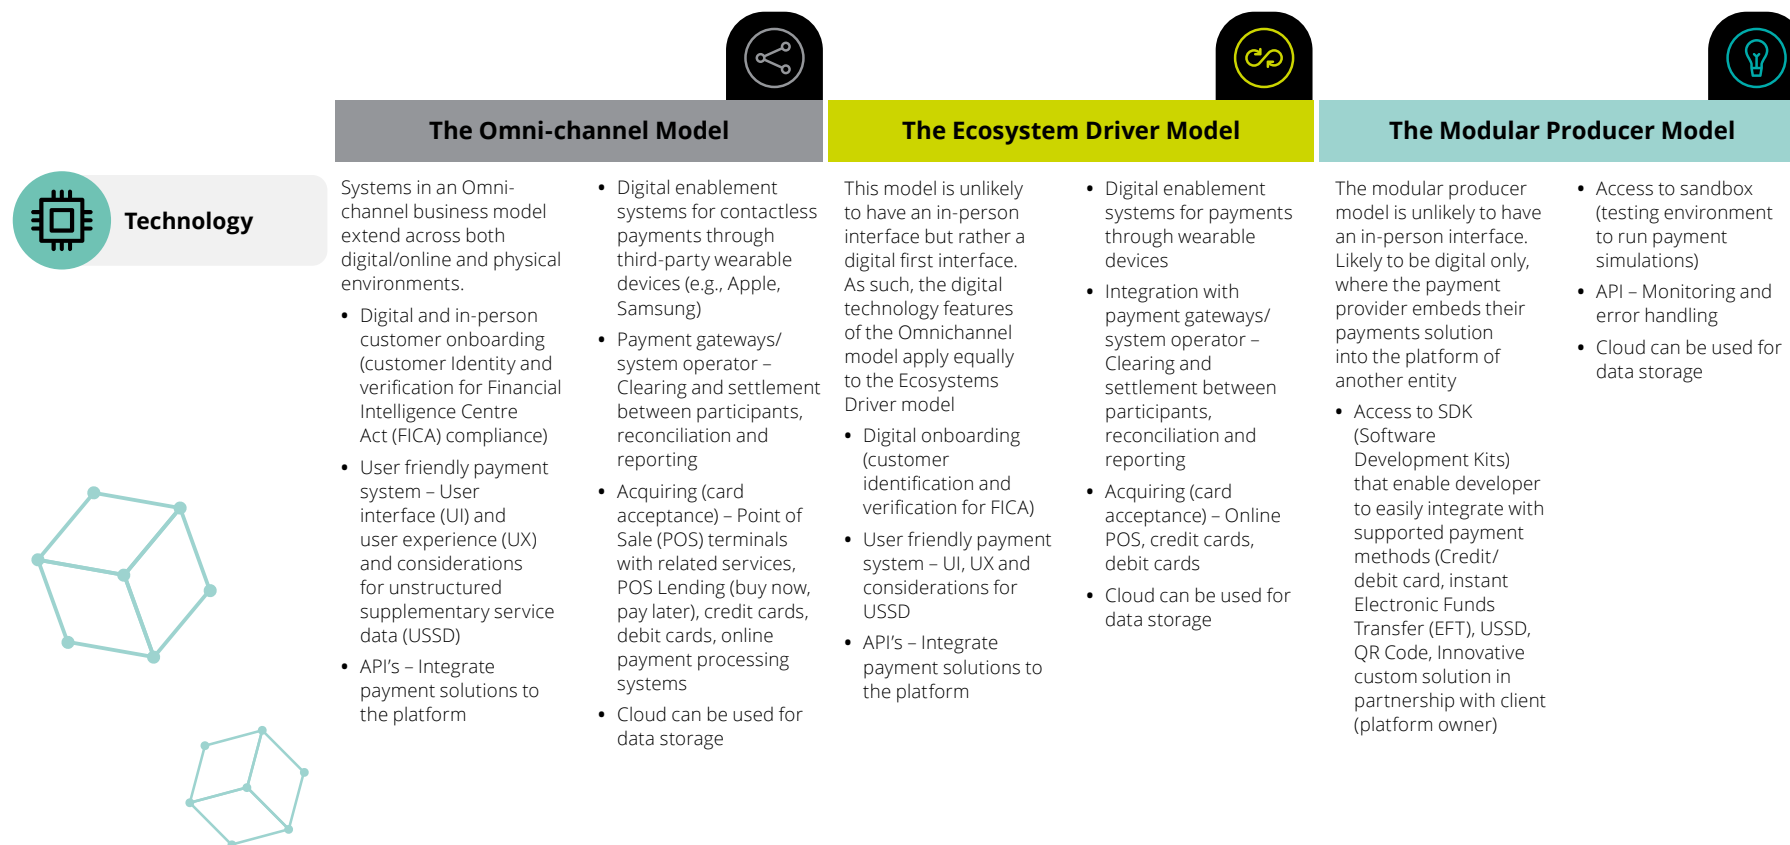 The Omni-channel Model
The Ecosystem Driver Model
The Modular Producer Model
Technology
Systems in an Omni-
channel business model
extend across both
digital/online and physical
environments.
• Digital and in-person
customer onboarding
(customer Identity and
verification for Financial
Intelligence Centre
Act (FICA) compliance)
• User friendly payment
system – User
interface (UI) and
user experience (UX)
and considerations
for unstructured
supplementary service
data (USSD)
• API's – Integrate
payment solutions to
the platform
• Digital enablement
systems for contactless
payments through
third-party wearable
devices (e.g., Apple,
Samsung)
• Payment gateways/
system operator –
Clearing and settlement
between participants,
reconciliation and
reporting
• Acquiring (card
acceptance) – Point of
Sale (POS) terminals
with related services,
POS Lending (buy now,
pay later), credit cards,
debit cards, online
payment processing
systems
• Cloud can be used for
data storage
This model is unlikely
to have an in-person
interface but rather a
digital first interface.
As such, the digital
technology features
of the Omnichannel
model apply equally
to the Ecosystems
Driver model
• Digital onboarding
(customer
identification and
verification for FICA)
• User friendly payment
system – UI, UX and
considerations for
USSD
• API's – Integrate
payment solutions to
the platform
• Digital enablement
systems for payments
through wearable
devices
• Integration with
payment gateways/
system operator –
Clearing and
settlement between
participants,
reconciliation and
reporting
• Acquiring (card
acceptance) – Online
POS, credit cards,
debit cards
• Cloud can be used for
data storage
The modular producer
model is unlikely to have
an in-person interface.
Likely to be digital only,
where the payment
provider embeds their
payments solution
into the platform of
another entity
• Access to SDK
(Software
Development Kits)
that enable developer
to easily integrate with
supported payment
methods (Credit/
debit card, instant
Electronic Funds
Transfer (EFT), USSD,
QR Code, Innovative
custom solution in
partnership with client
(platform owner)
• Access to sandbox
(testing environment
to run payment
simulations)
• API – Monitoring and
error handling
• Cloud can be used for
data storage